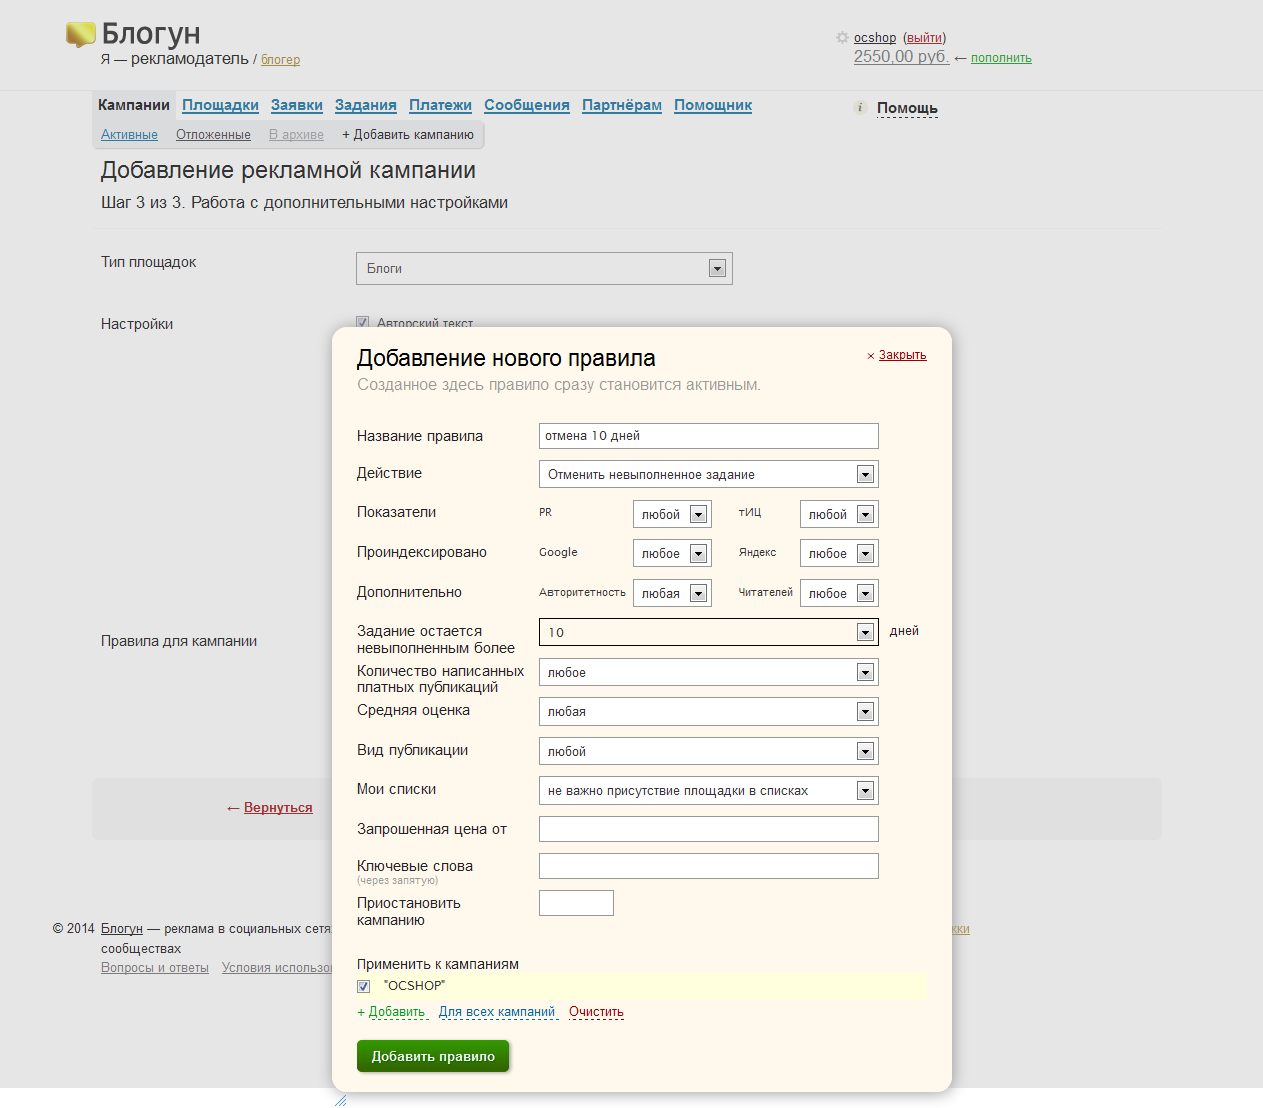 Блогун
Я — рекламодатель / блогер
ocshop (выйти)
2550,00 руб. ← пополнить
Кампании Площадки Заявки Задания Платежи Сообщения Партнёрам Помощник
i Помощь
Активные Отложенные В архиве + Добавить кампанию
Добавление рекламной кампании
Шаг 3 из 3. Работа с дополнительными настройками
Тип площадок Блоги
Настройки Авторский текст
Добавление нового правила
× Закрыть
Созданное здесь правило сразу становится активным.
Название правила отмена 10 дней
Действие Отменить невыполненное задание
Показатели PR любой тИЦ любой
Проиндексировано Google любое Яндекс любое
Дополнительно Авторитетность любая Читателей любое
Задание остается
невыполненным более 10 дней
Правила для кампании
Количество написанных
платных публикаций любое
Средняя оценка любая
Вид публикации любой
Мои списки не важно присутствие площадки в списках
← Вернуться
Запрошенная цена от
Ключевые слова
(через запятую)
Приостановить
кампанию
© 2014 Блогун — реклама в социальных сетя
сообществах
Вопросы и ответы Условия использо
жки
Применить к кампаниям
"OCSHOP"
+ Добавить Для всех кампаний Очистить
Добавить правило